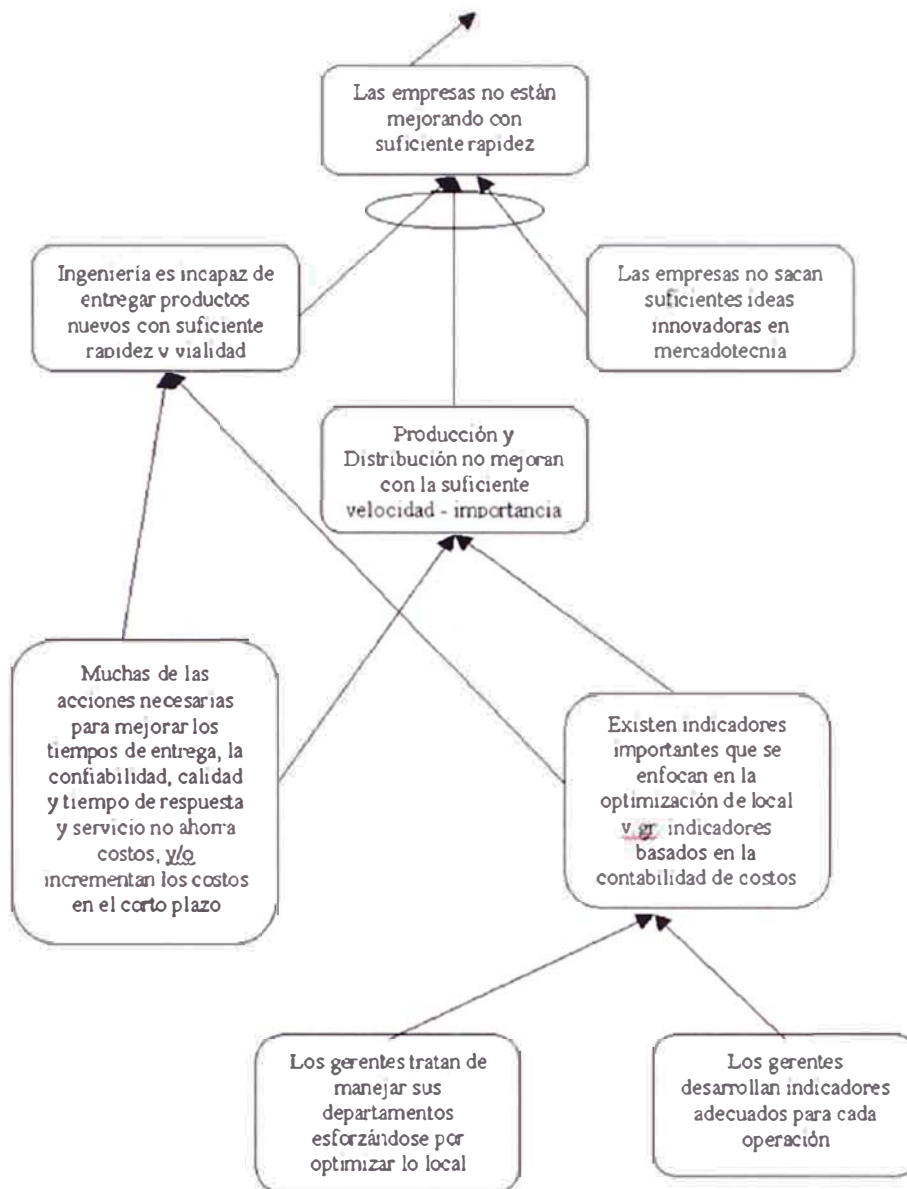 Las empresas no están
mejorando con
suficiente rapidez
Ingeniería es incapaz de
entregar productos
nuevos con suficiente
rapidez y vialidad
Las empresas no sacan
suficientes ideas
innovadoras en
mercadotecnia
Producción y
Distribución no mejoran
con la suficiente
velocidad - importancia
Muchas de las
acciones necesarias
para mejorar los
tiempos de entrega, la
confiabilidad, calidad
y tiempo de respuesta
y servicio no ahorra
costos, y/o
incrementan los costos
en el corto plazo
Existen indicadores
importantes que se
enfocan en la
optimización de local
v.gr. indicadores
basados en la
contabilidad de costos
Los gerentes tratan de
manejar sus
departamentos
esforzándose por
optimizar lo local
Los gerentes
desarrollan indicadores
adecuados para cada
operación